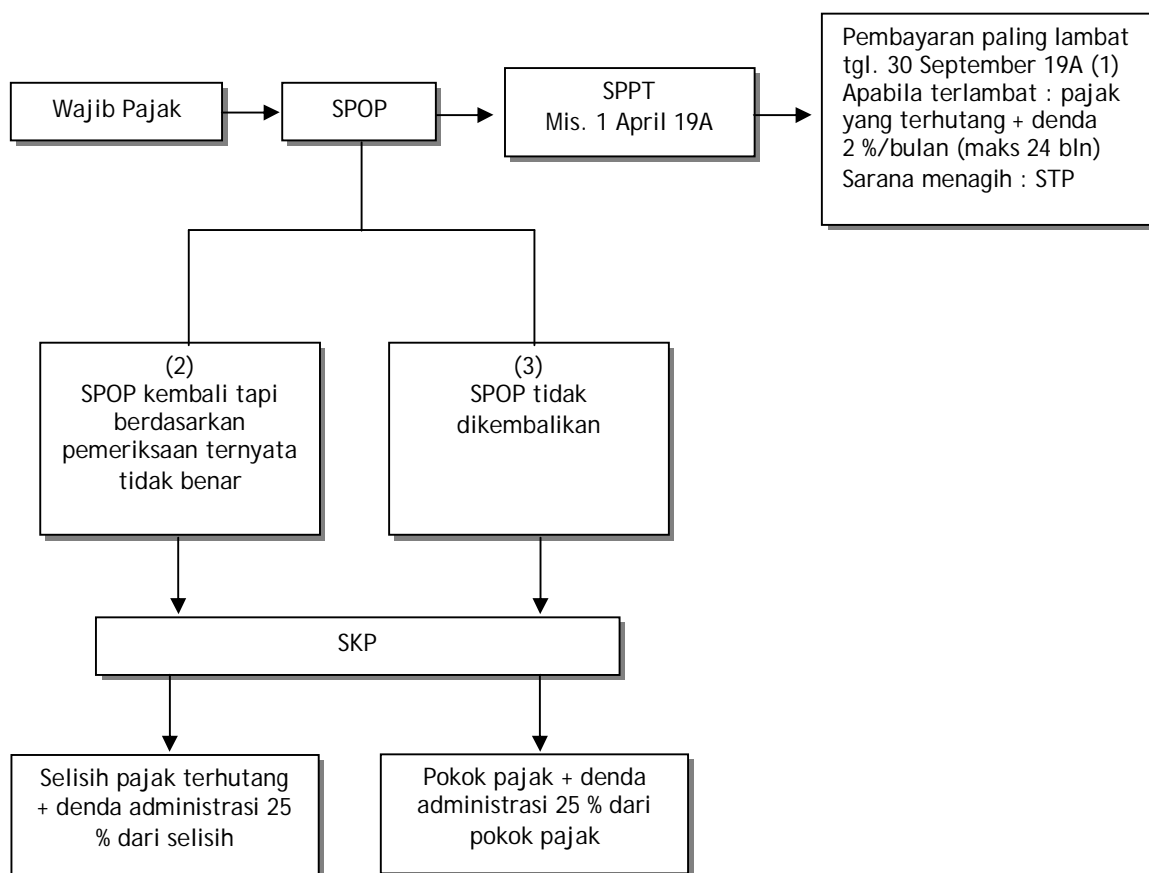 Wajib Pajak
SPOP
SPPT
Mis. 1 April 19A
Pembayaran paling lambat
tgl. 30 September 19A (1)
Apabila terlambat : pajak
yang terhutang + denda
2 %/bulan (maks 24 bln)
Sarana menagih : STP
(2)
SPOP kembali tapi
berdasarkan
pemeriksaan ternyata
tidak benar
(3)
SPOP tidak
dikembalikan
SKP
Selisih pajak terhutang
+ denda administrasi 25
% dari selisih
Pokok pajak + denda
administrasi 25 % dari
pokok pajak